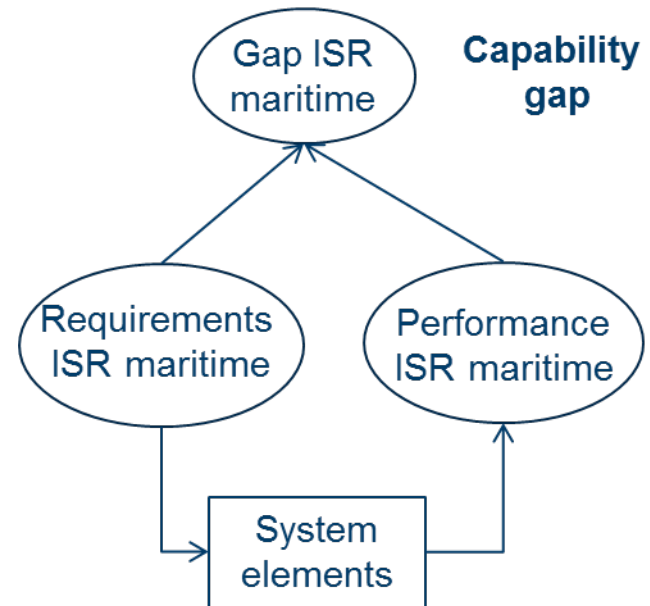 Gap ISR
maritime
Capability
gap
Requirements
ISR maritime
Performance
ISR maritime
System
elements